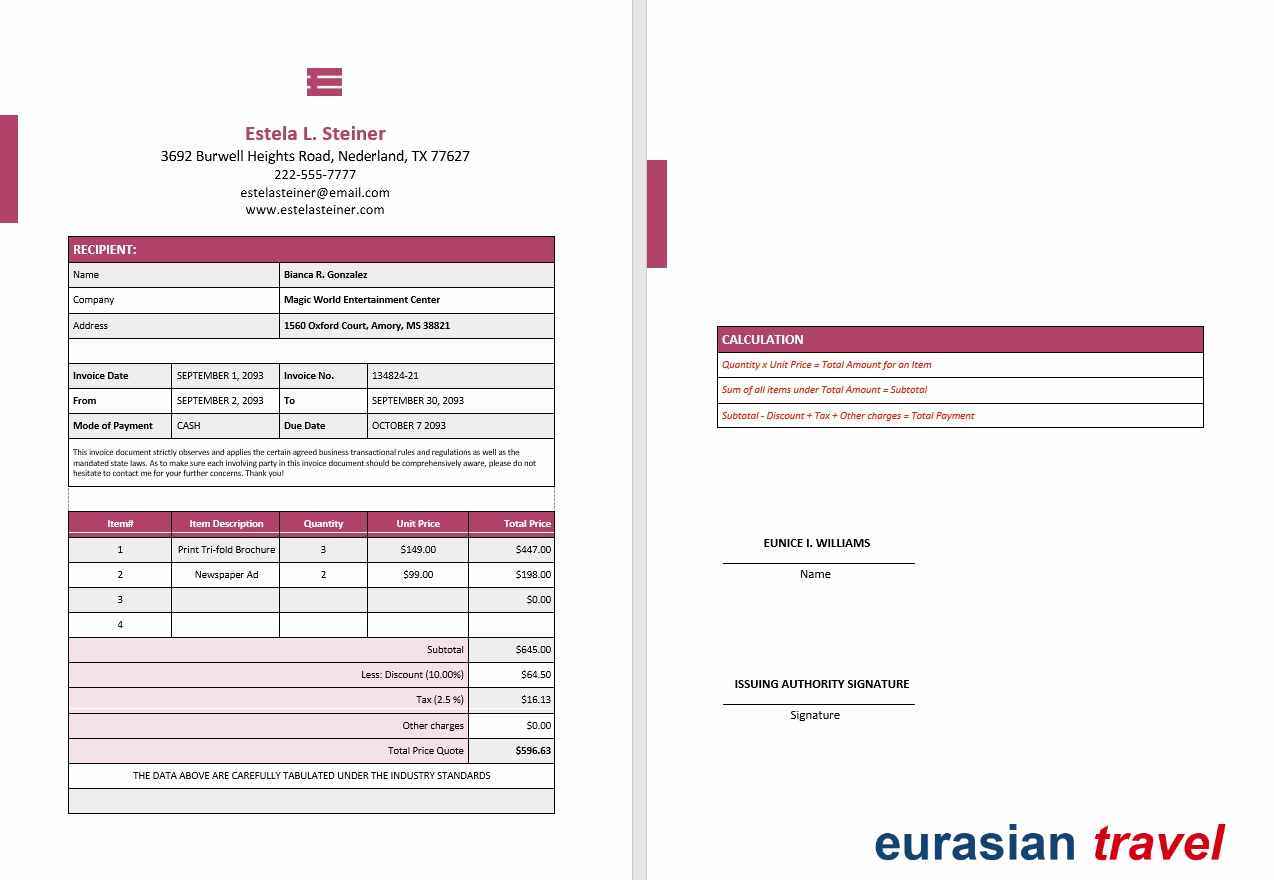 Estela L. Steiner
3692 Burwell Heights Road, Nederland, TX 77627
222-555-7777
estelasteiner@email.com
www.estelasteiner.com
RECIPIENT:
Name Bianca R. Gonzalez
Company Magic World Entertainment Center
Address 1560 Oxford Court, Amory, MS 38821
Invoice Date SEPTEMBER 1, 2093 Invoice No. 134824-21
From SEPTEMBER 2, 2093 To SEPTEMBER 30, 2093
Mode of Payment CASH Due Date OCTOBER 7 2093
This invoice document strictly observes and applies the certain agreed business transactional rules and regulations as well as the
mandated state laws. As to make sure each involving party in this invoice document should be comprehensively aware, please do not
hesitate to contact me for your further concerns. Thank you!
Item# Item Description Quantity Unit Price Total Price
1 Print Tri-fold Brochure 3 $149.00 $447.00
2 Newspaper Ad 2 $99.00 $198.00
3 $0.00
4
Subtotal $645.00
Less: Discount (10.00%) $64.50
Tax (2.5 %) $16.13
Other charges $0.00
Total Price Quote $596.63
THE DATA ABOVE ARE CAREFULLY TABULATED UNDER THE INDUSTRY STANDARDS
CALCULATION
Quantity x Unit Price = Total Amount for an Item
Sum of all items under Total Amount = Subtotal
Subtotal - Discount + Tax + Other charges = Total Payment
EUNICE I. WILLIAMS
Name
ISSUING AUTHORITY SIGNATURE
Signature
eurasian travel